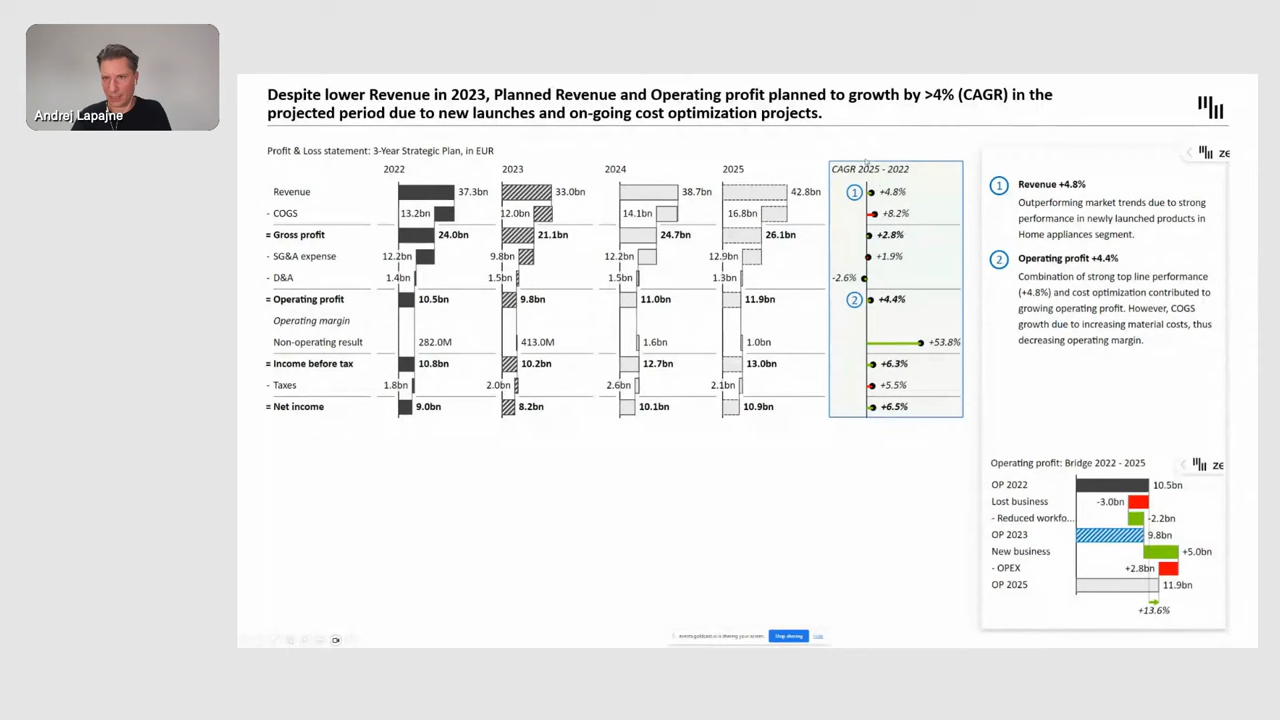 Andrej Lapajne
Despite lower Revenue in 2023, Planned Revenue and Operating profit planned to growth by >4% (CAGR) in the
projected period due to new launches and on-going cost optimization projects.
Profit & Loss statement: 3-Year Strategic Plan, in EUR
2022 2023 2024 2025 CAGR 2025 - 2022
Revenue 37.3bn 33.0bn 38.7bn 42.8bn 1 +4.8%
- COGS 13.2bn 12.0bn 14.1bn 16.8bn +8.2%
= Gross profit 24.0bn 21.1bn 24.7bn 26.1bn +2.8%
- SG&A expense 12.2bn 9.8bn 12.2bn 12.9bn +1.9%
- D&A 1.4bn 1.5bn 1.5bn 1.3bn -2.6%
= Operating profit 10.5bn 9.8bn 11.0bn 11.9bn 2 +4.4%
Operating margin
Non-operating result 282.0M 413.0M 1.6bn 1.0bn +53.8%
= Income before tax 10.8bn 10.2bn 12.7bn 13.0bn +6.3%
- Taxes 1.8bn 2.0bn 2.6bn 2.1bn +5.5%
= Net income 9.0bn 8.2bn 10.1bn 10.9bn +6.5%
ze
1 Revenue +4.8%
Outperforming market trends due to strong
performance in newly launched products in
Home appliances segment.
2 Operating profit +4.4%
Combination of strong top line performance
(+4.8%) and cost optimization contributed to
growing operating profit. However, COGS
growth due to increasing material costs, thus
decreasing operating margin.
Operating profit: Bridge 2022 - 2025 ze
OP 2022 10.5bn
Lost business -3.0bn
- Reduced workfo... -2.2bn
OP 2023 9.8bn
New business +5.0bn
- OPEX +2.8bn
OP 2025 11.9bn
+13.6%
events.goldcast.io is sharing your screen. Stop sharing Hide